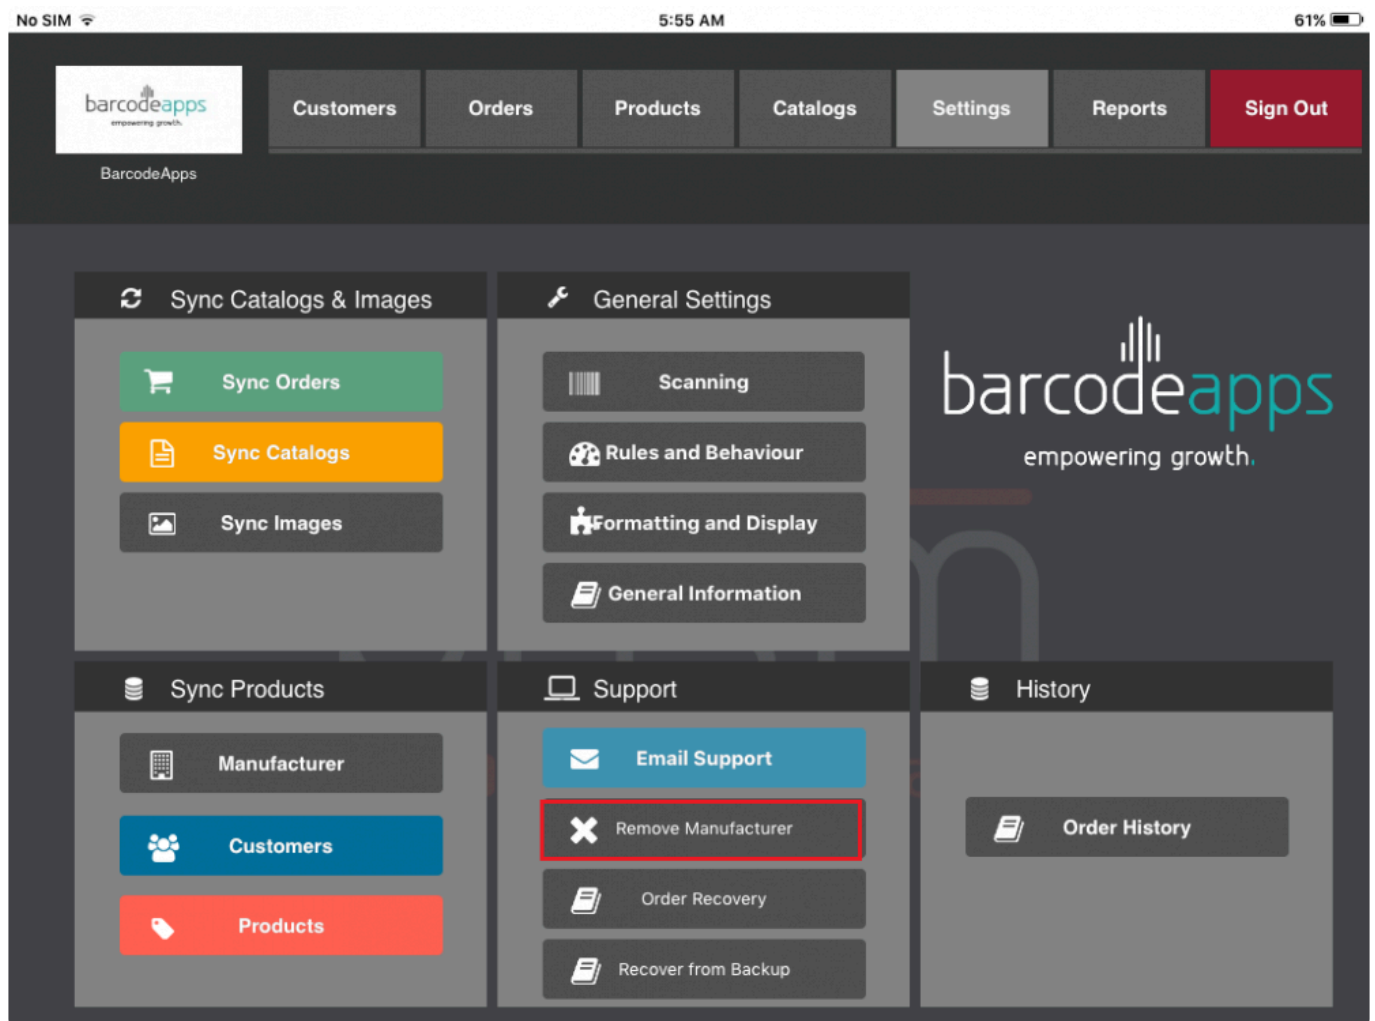 No SIM
5:55 AM
61%
barcodeapps
empowering growth.
BarcodeApps
Customers
Orders
Products
Catalogs
Settings
Reports
Sign Out
Sync Catalogs & Images
Sync Orders
Sync Catalogs
Sync Images
General Settings
Scanning
Rules and Behaviour
Formatting and Display
General Information
barcodeapps
empowering growth.
Sync Products
Manufacturer
Customers
Products
Support
Email Support
Remove Manufacturer
Order Recovery
Recover from Backup
History
Order History